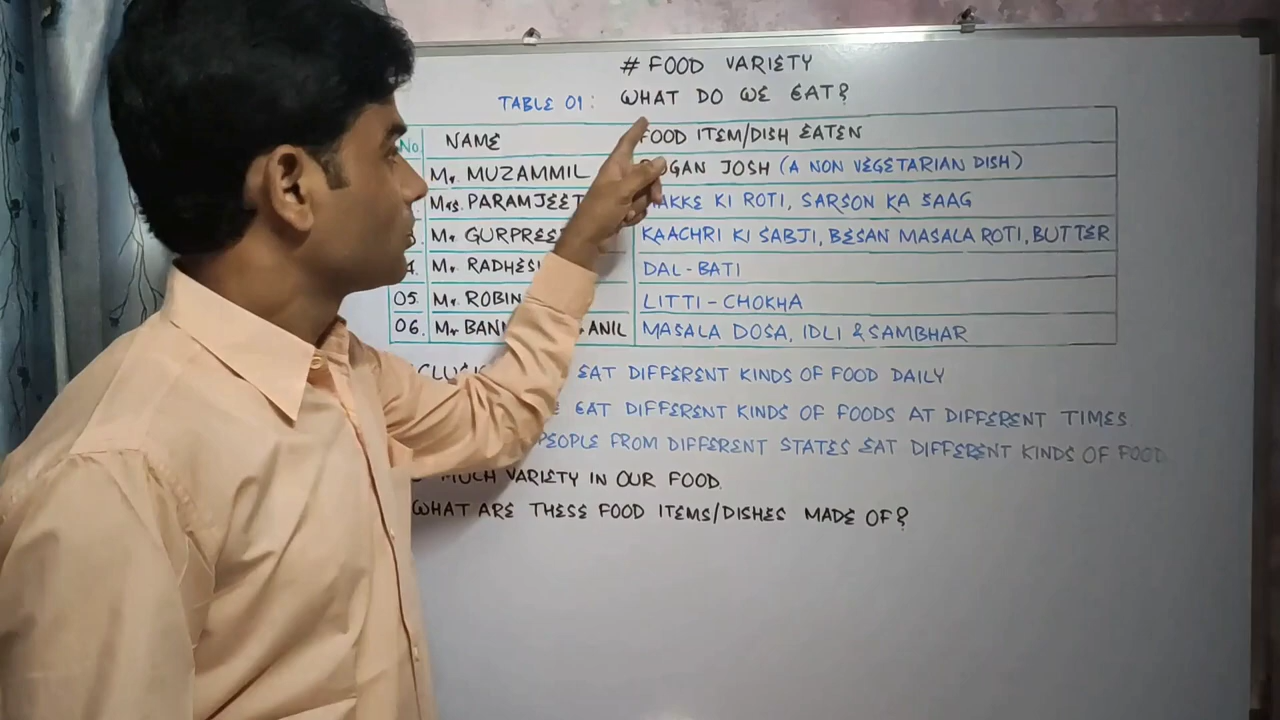 # FOOD VARIETY
TABLE 01: WHAT DO WE EAT?
No. NAME FOOD ITEM/DISH EATEN
Mr. MUZAMMIL JOSH (A NON VEGETARIAN DISH)
Mrs. PARAMJEET KI ROTI, SARSON KA SAAG
Mr. KAACHRI KI SABJI, BESAN MASALA ROTI, BUTTER
Mr. DAL-BATI
05. Mr. ROBIN LITTI-CHOKHA
06. Mr ANIL MASALA DOSA, IDLI & SAMBHAR
EAT DIFFERENT KINDS OF FOOD DAILY
EAT DIFFERENT KINDS OF FOODS AT DIFFERENT TIMES
PEOPLE FROM DIFFERENT STATES EAT DIFFERENT KINDS OF FOOD
MUCH VARIETY IN OUR FOOD.
WHAT ARE THESE FOOD ITEMS/DISHES MADE OF?